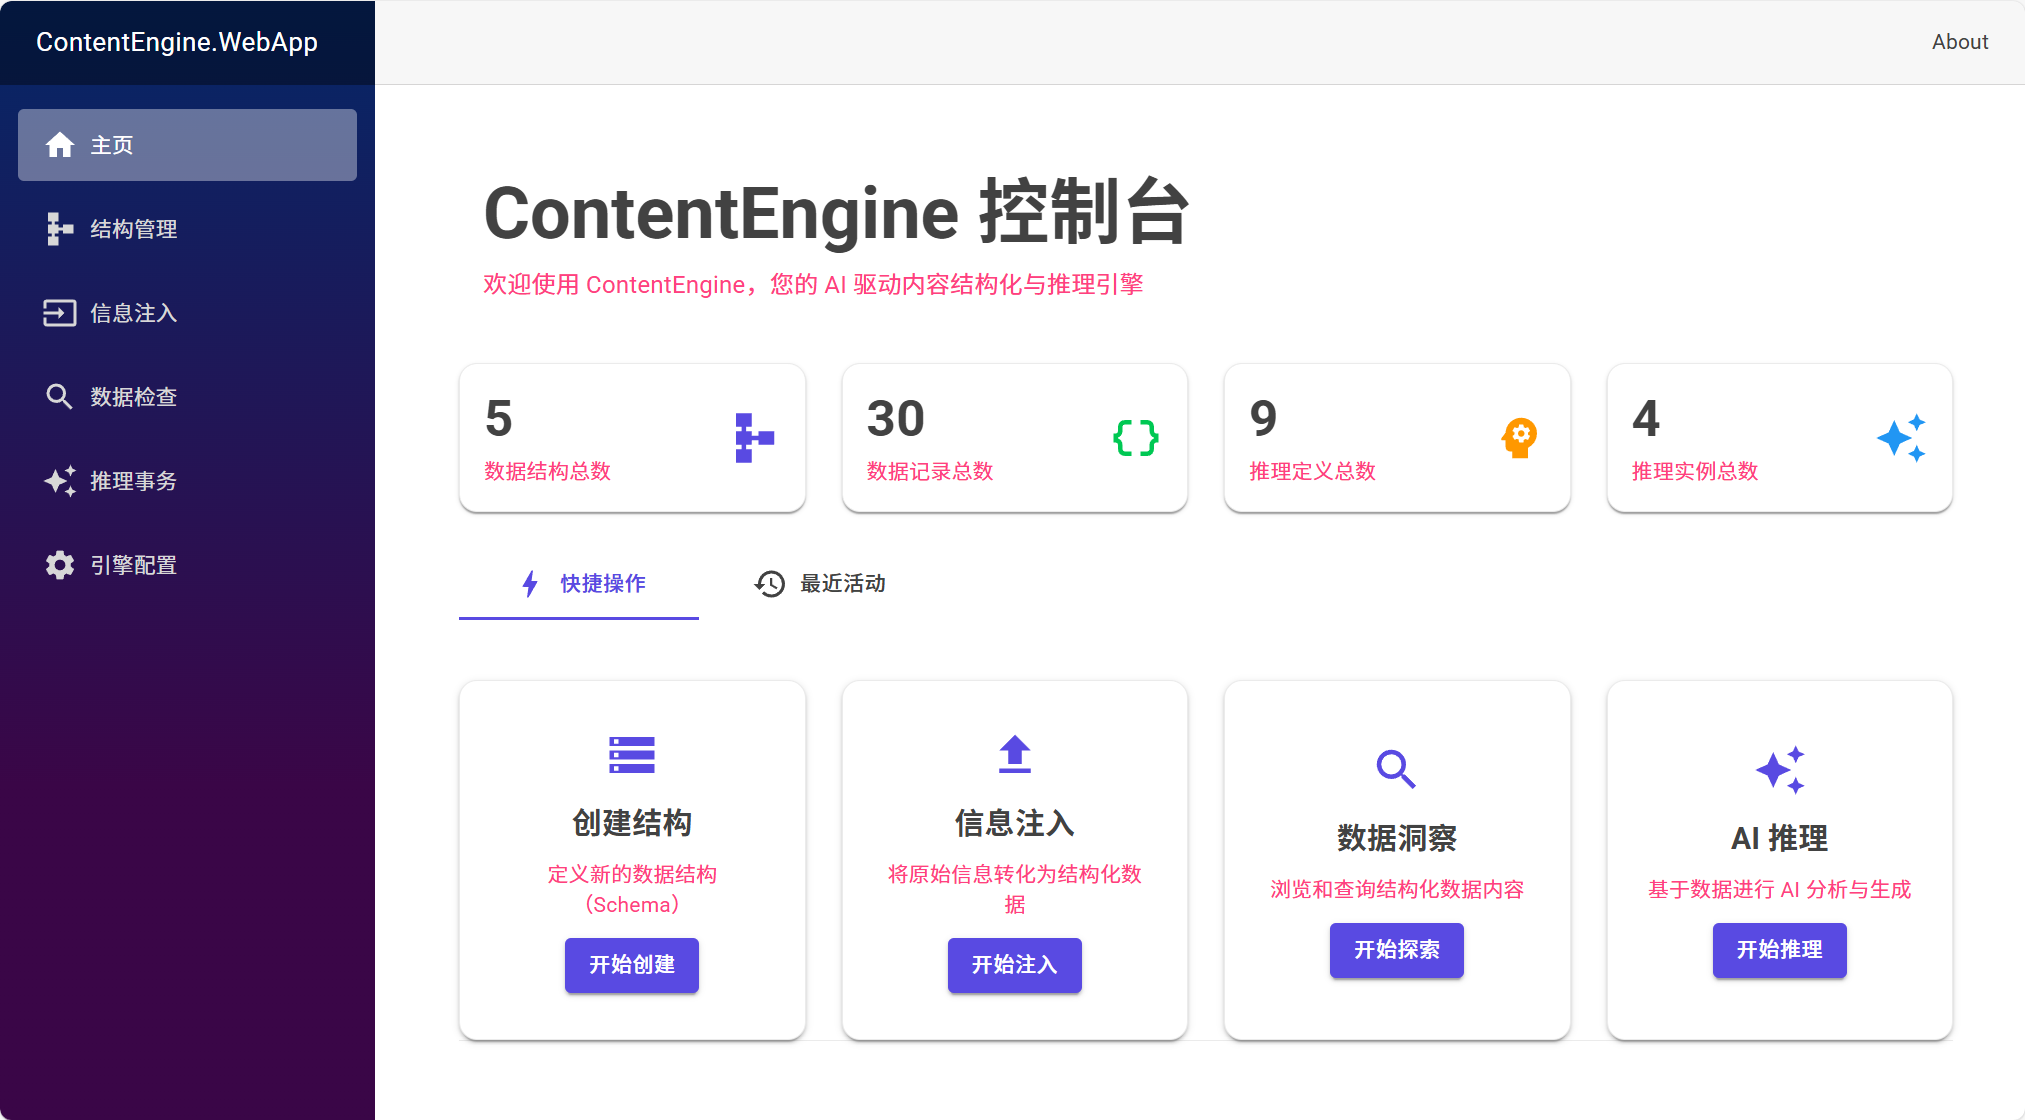 ContentEngine.WebApp
About
主页
结构管理
信息注入
数据检查
推理事务
引擎配置
ContentEngine 控制台
欢迎使用 ContentEngine，您的 AI 驱动内容结构化与推理引擎
5
数据结构总数
30
数据记录总数
9
推理定义总数
4
推理实例总数
快捷操作
最近活动
创建结构
定义新的数据结构
（Schema）
开始创建
信息注入
将原始信息转化为结构化数
据
开始注入
数据洞察
浏览和查询结构化数据内容
开始探索
AI 推理
基于数据进行 AI 分析与生成
开始推理